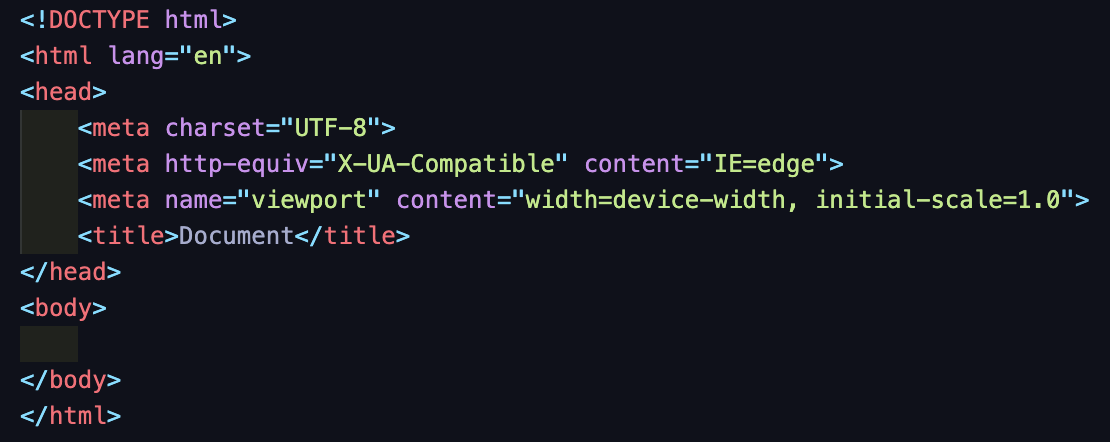 <!DOCTYPE html>
<html lang="en">
<head>
    <meta charset="UTF-8">
    <meta http-equiv="X-UA-Compatible" content="IE=edge">
    <meta name="viewport" content="width=device-width, initial-scale=1.0">
    <title>Document</title>
</head>
<body>

</body>
</html>